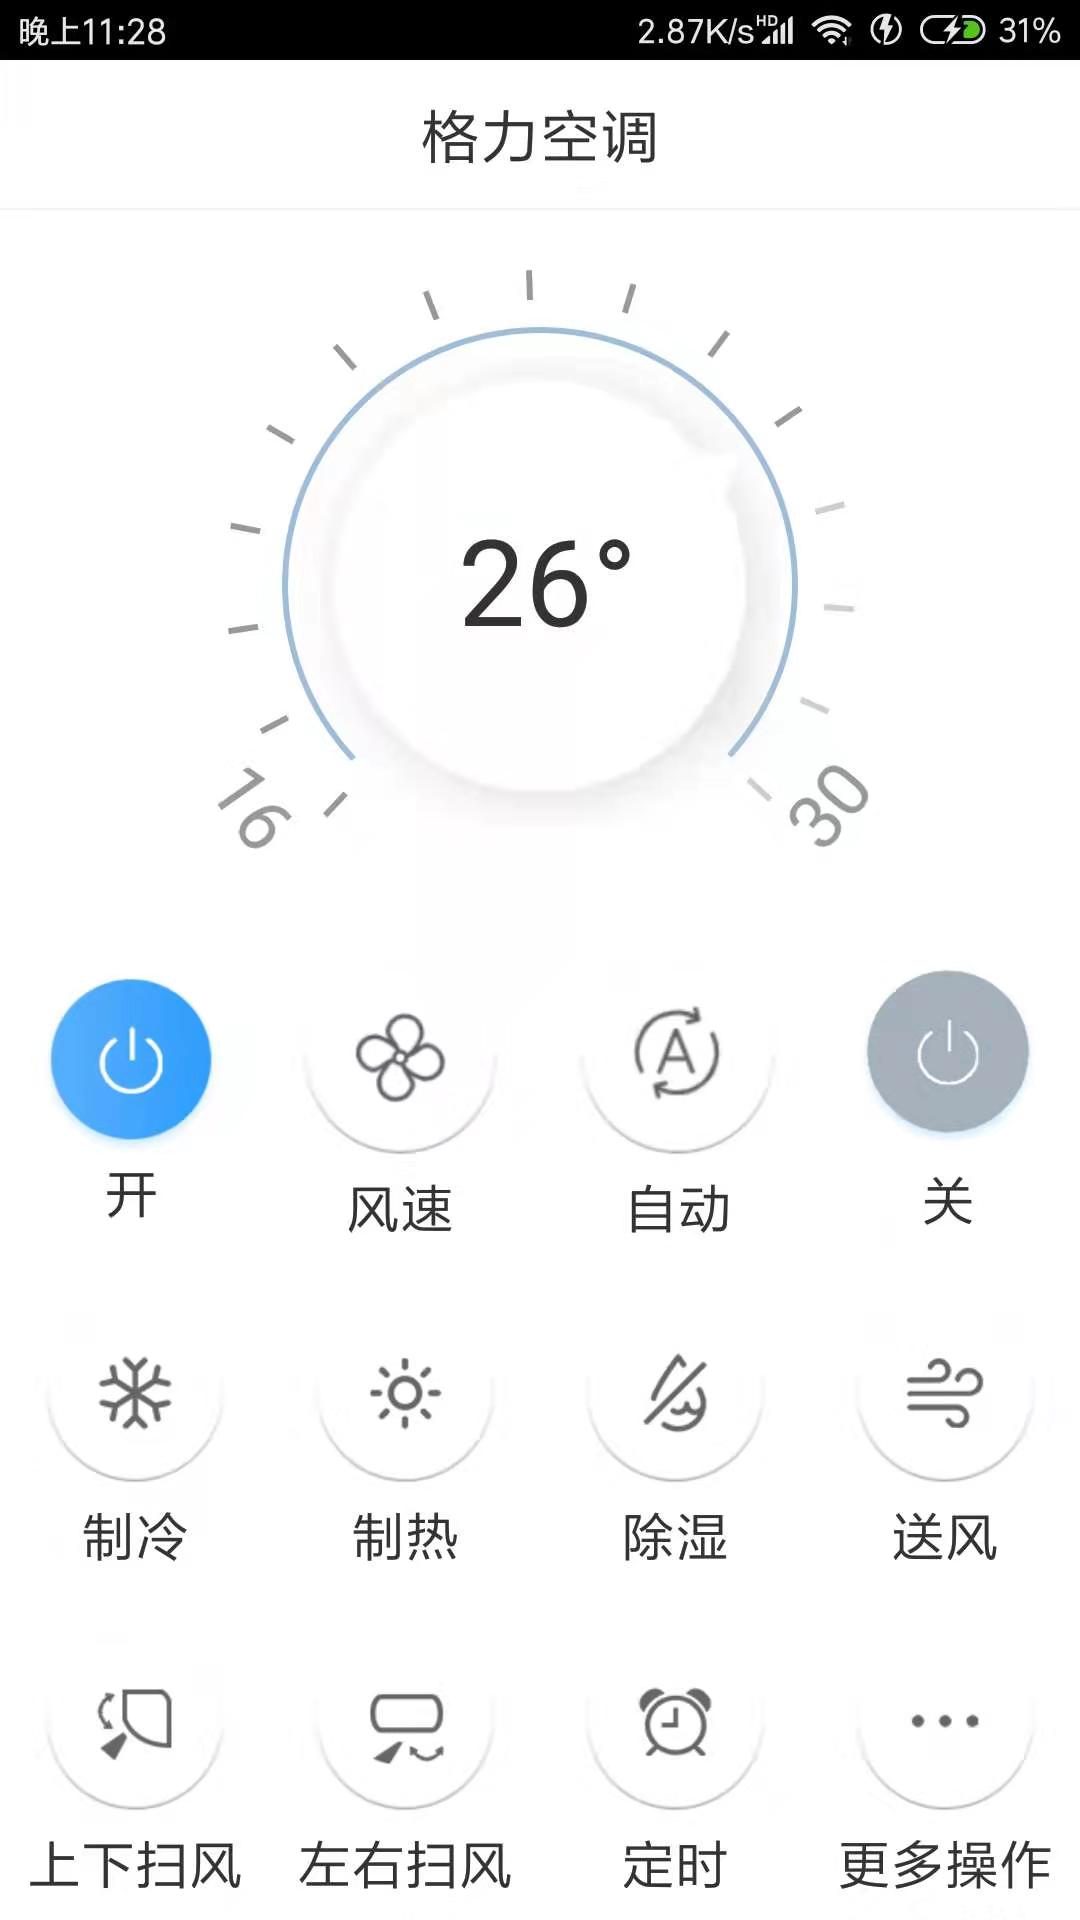 晚上11:28 2.87K/s HD 31%
格力空调
26°
16 30
A
开 风速 自动 关
制冷 制热 除湿 送风
上下扫风 左右扫风 定时 更多操作